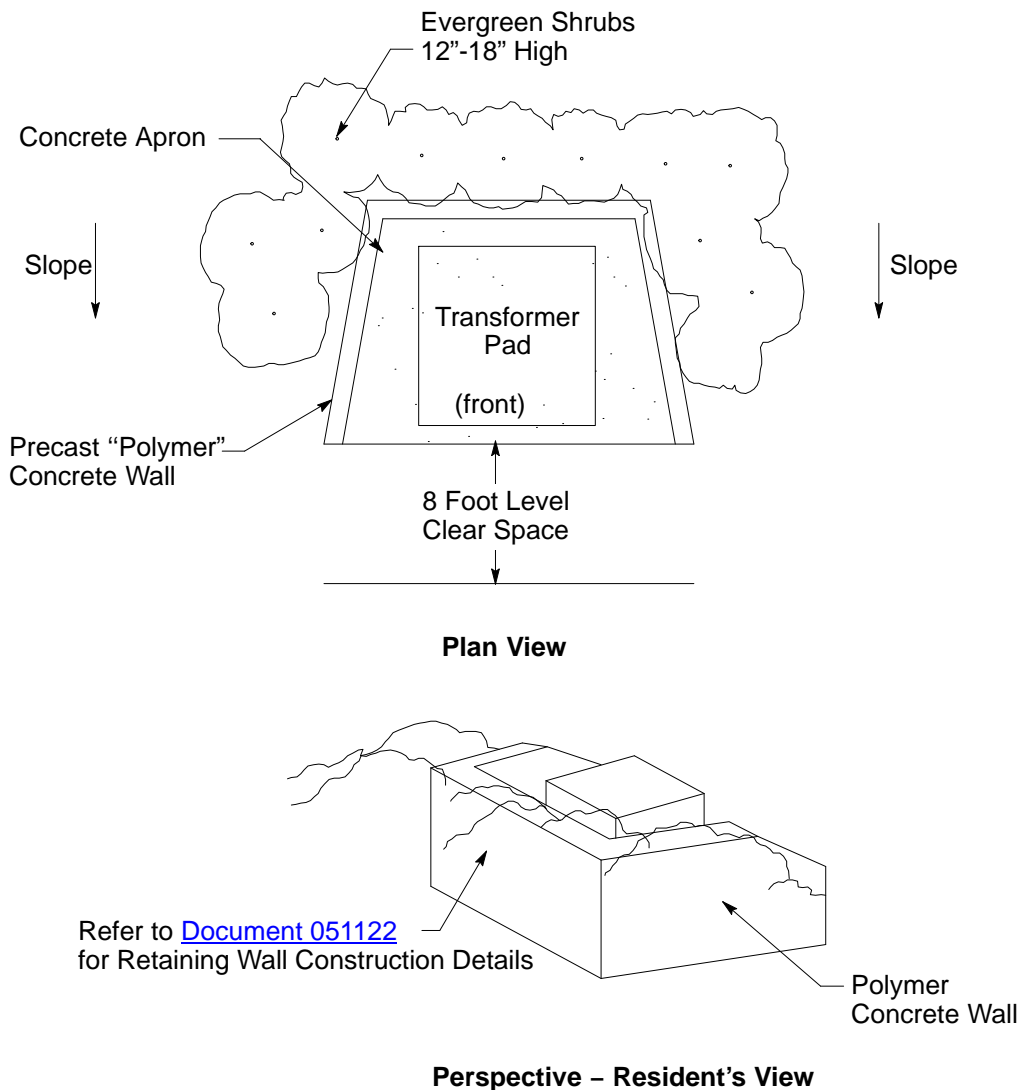 Evergreen Shrubs
12”-18” High
Concrete Apron
Slope
Slope
Transformer
Pad
(front)
Precast “Polymer”
Concrete Wall
8 Foot Level
Clear Space
Plan View
Refer to Document 051122
for Retaining Wall Construction Details
Polymer
Concrete Wall
Perspective – Resident’s View